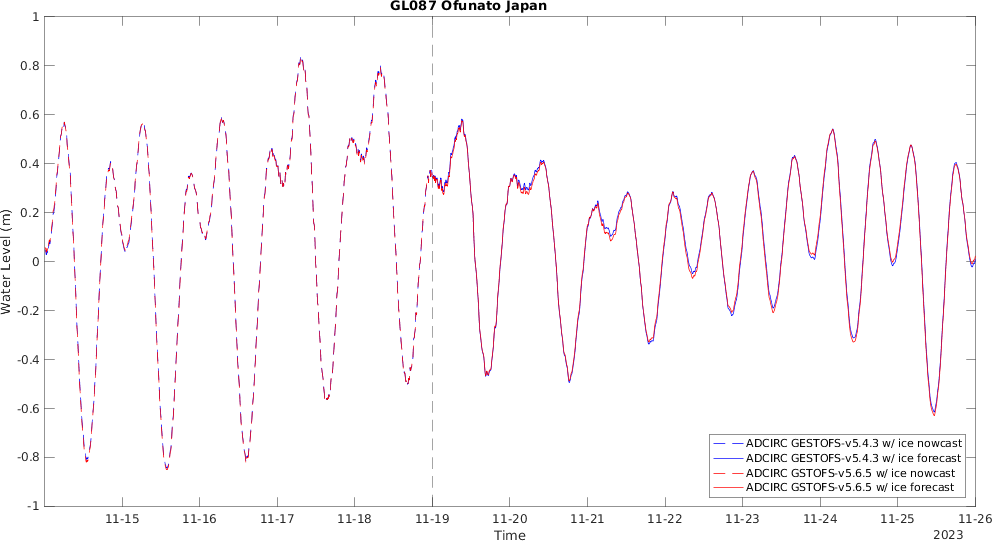 GL087 Ofunato Japan
1
0.8
0.6
0.4
0.2
0
-0.2
-0.4
-0.6
-0.8
-1
Water Level (m)
ADCIRC GESTOFS-v5.4.3 w/ ice nowcast
ADCIRC GESTOFS-v5.4.3 w/ ice forecast
ADCIRC GSTOFS-v5.6.5 w/ ice nowcast
ADCIRC GSTOFS-v5.6.5 w/ ice forecast
11-15 11-16 11-17 11-18 11-19 11-20 11-21 11-22 11-23 11-24 11-25 11-26
Time
2023